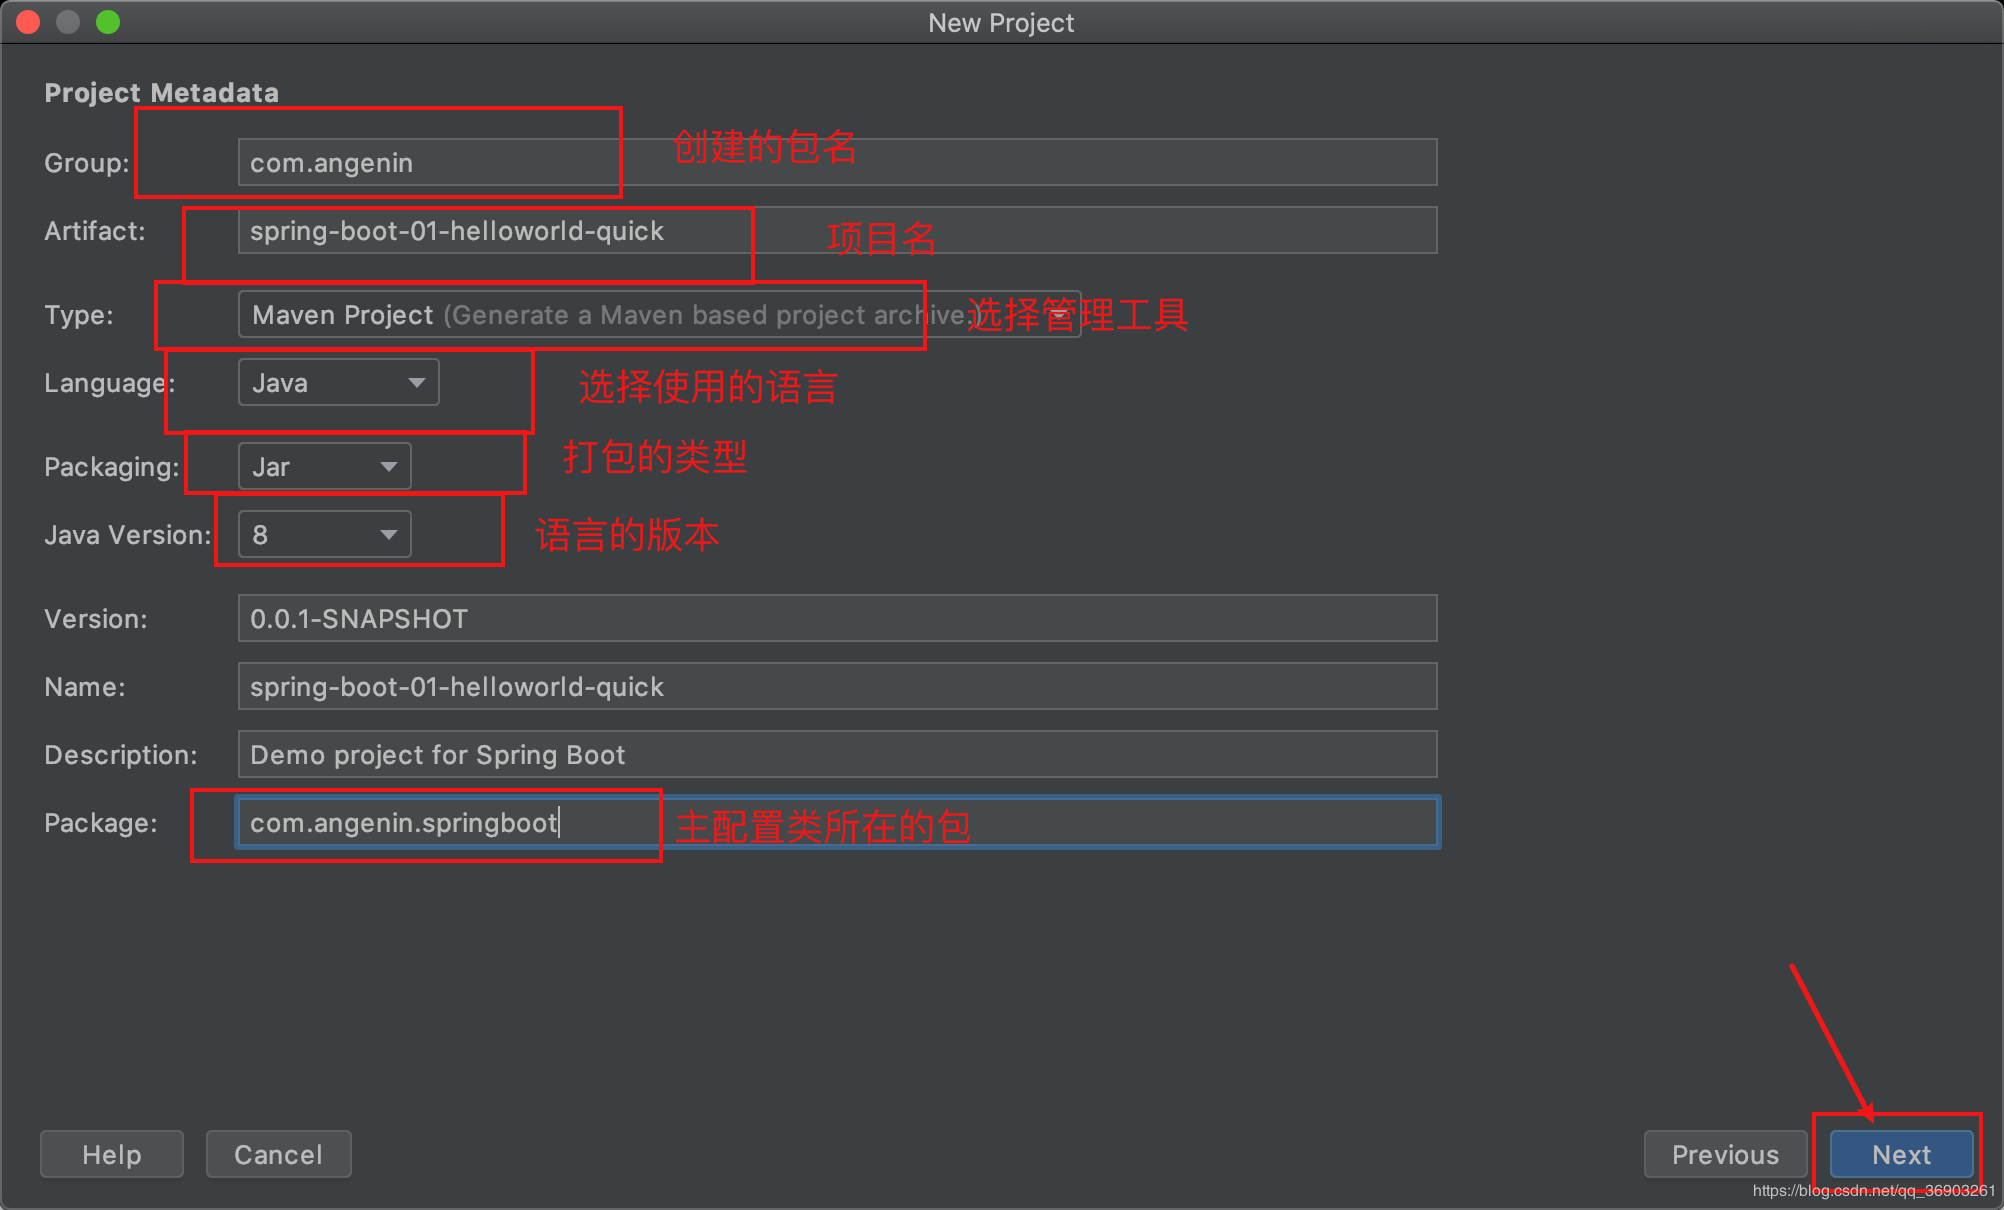 New Project
Project Metadata
Group: com.angenin 创建的包名
Artifact: spring-boot-01-helloworld-quick 项目名
Type: Maven Project (Generate a Maven based project archive.) 选择管理工具
Language: Java 选择使用的语言
Packaging: Jar 打包的类型
Java Version: 8 语言的版本
Version: 0.0.1-SNAPSHOT
Name: spring-boot-01-helloworld-quick
Description: Demo project for Spring Boot
Package: com.angenin.springboot 主配置类所在的包
Help Cancel Previous Next
https://blog.csdn.net/qq_36903261